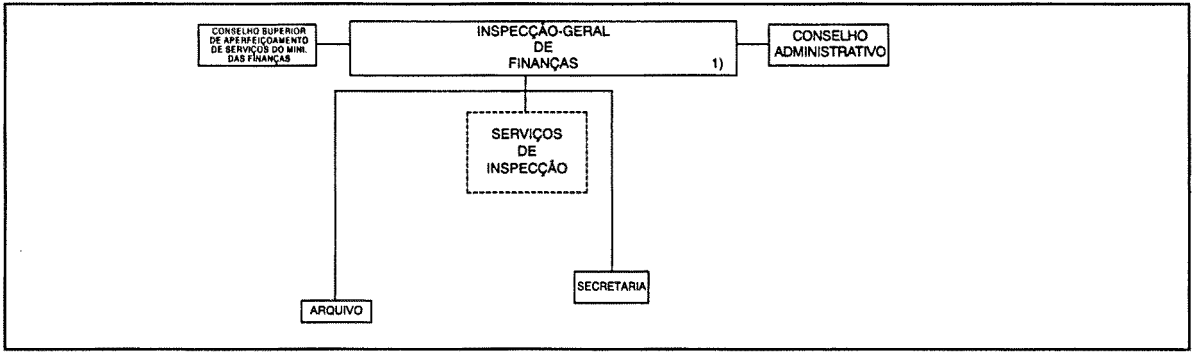 CONSELHO SUPERIOR
DE APERFEIÇOAMENTO
DE SERVIÇOS DO MINI.
DAS FINANÇAS
INSPECÇÃO-GERAL
DE
FINANÇAS 1)
CONSELHO
ADMINISTRATIVO
SERVIÇOS
DE
INSPECÇÃO
SECRETARIA
ARQUIVO